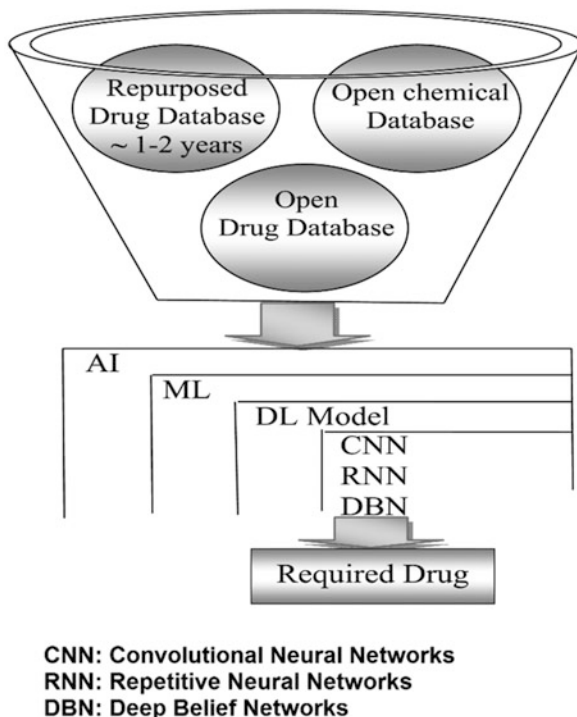 Repurposed
Drug Database
~ 1-2 years
Open chemical
Database
Open
Drug Database
AI
ML
DL Model
CNN
RNN
DBN
Required Drug
CNN: Convolutional Neural Networks
RNN: Repetitive Neural Networks
DBN: Deep Belief Networks